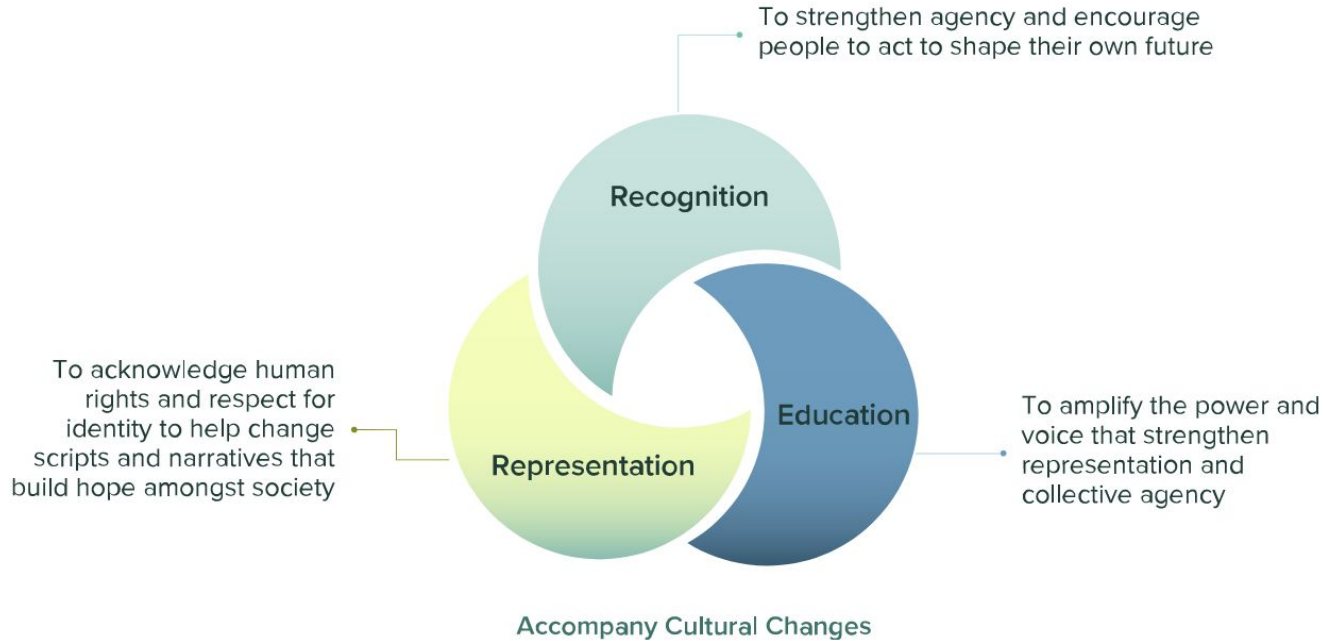 To strengthen agency and encourage
people to act to shape their own future
Recognition
To acknowledge human
rights and respect for
identity to help change
scripts and narratives that
build hope amongst society
Representation
Education
To amplify the power and
voice that strengthen
representation and
collective agency
Accompany Cultural Changes